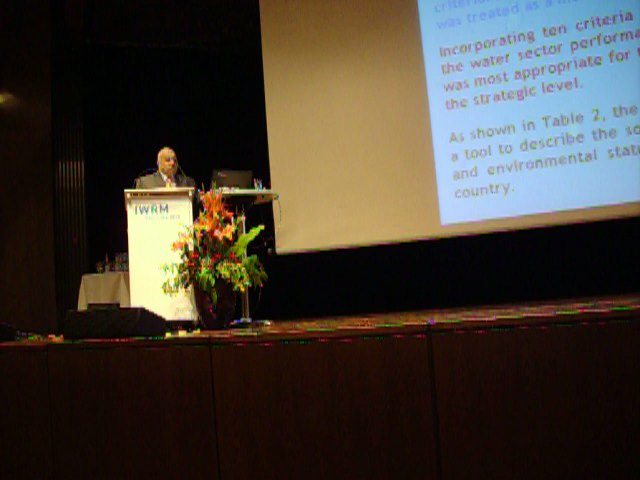 was treated as a
Incorporating ten criteria
the water sector performa
was most appropriate for
the strategic level.
As shown in Table 2, the
a tool to describe the so
and environmental statu
country.
IWRM